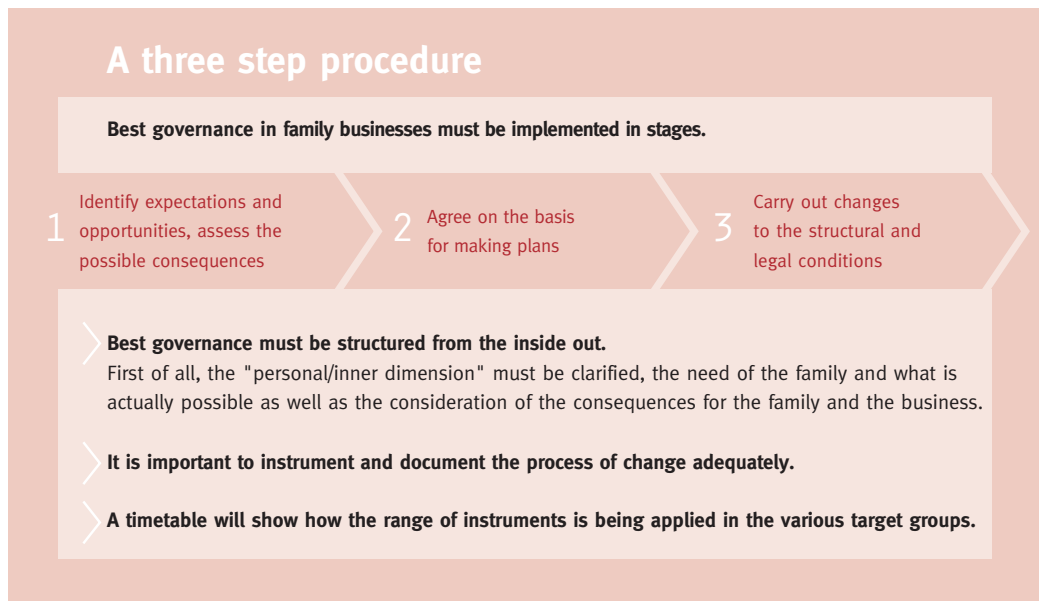 A three step procedure
Best governance in family businesses must be implemented in stages.
1
Identify expectations and
opportunities, assess the
possible consequences
2
Agree on the basis
for making plans
3
Carry out changes
to the structural and
legal conditions
Best governance must be structured from the inside out.
First of all, the "personal/inner dimension" must be clarified, the need of the family and what is
actually possible as well as the consideration of the consequences for the family and the business.
It is important to instrument and document the process of change adequately.
A timetable will show how the range of instruments is being applied in the various target groups.